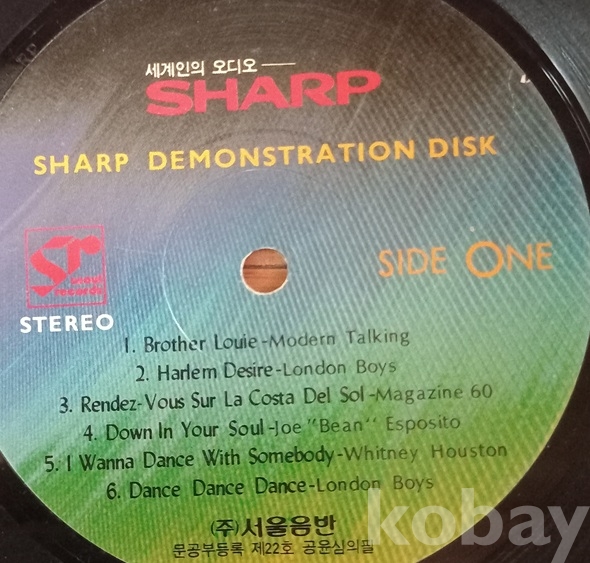 세계인의 오디오
SHARP
SHARP DEMONSTRATION DISK
Sr
seoul
records
STEREO
SIDE ONE
1. Brother Louie-Modern Talking
2. Harlem Desire-London Boys
3. Rendez-Vous Sur La Costa Del Sol-Magazine 60
4. Down In Your Soul-Joe "Bean" Esposito
5. I Wanna Dance With Somebody-Whitney Houston
6. Dance Dance Dance-London Boys
(주)서울음반
문공부등록 제22호 공윤심의필
kobay